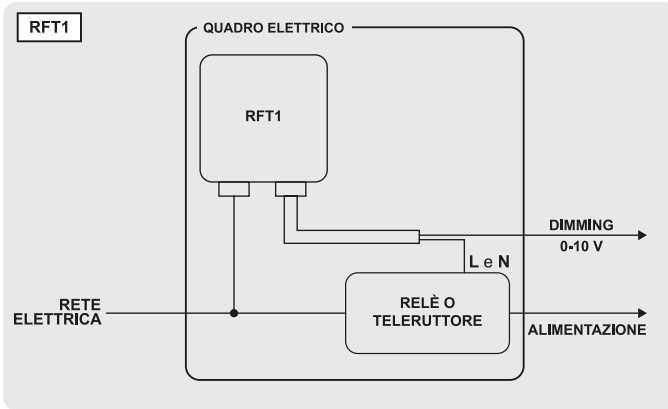 RFT1
QUADRO ELETTRICO
RFT1
DIMMING
0-10 V
L e N
RETE
ELETTRICA
RELÈ O
TELERUTTORE
ALIMENTAZIONE